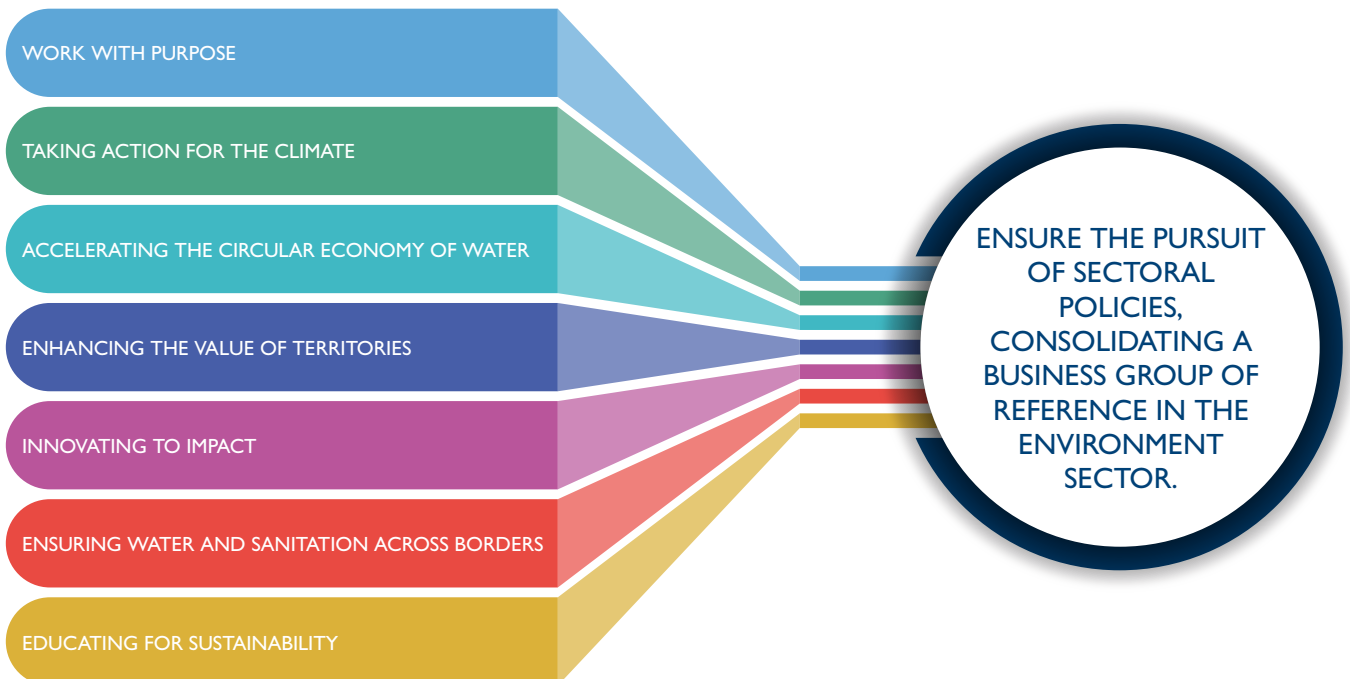 WORK WITH PURPOSE
TAKING ACTION FOR THE CLIMATE
ACCELERATING THE CIRCULAR ECONOMY OF WATER
ENHANCING THE VALUE OF TERRITORIES
INNOVATING TO IMPACT
ENSURING WATER AND SANITATION ACROSS BORDERS
EDUCATING FOR SUSTAINABILITY
ENSURE THE PURSUIT
OF SECTORAL
POLICIES,
CONSOLIDATING A
BUSINESS GROUP OF
REFERENCE IN THE
ENVIRONMENT
SECTOR.